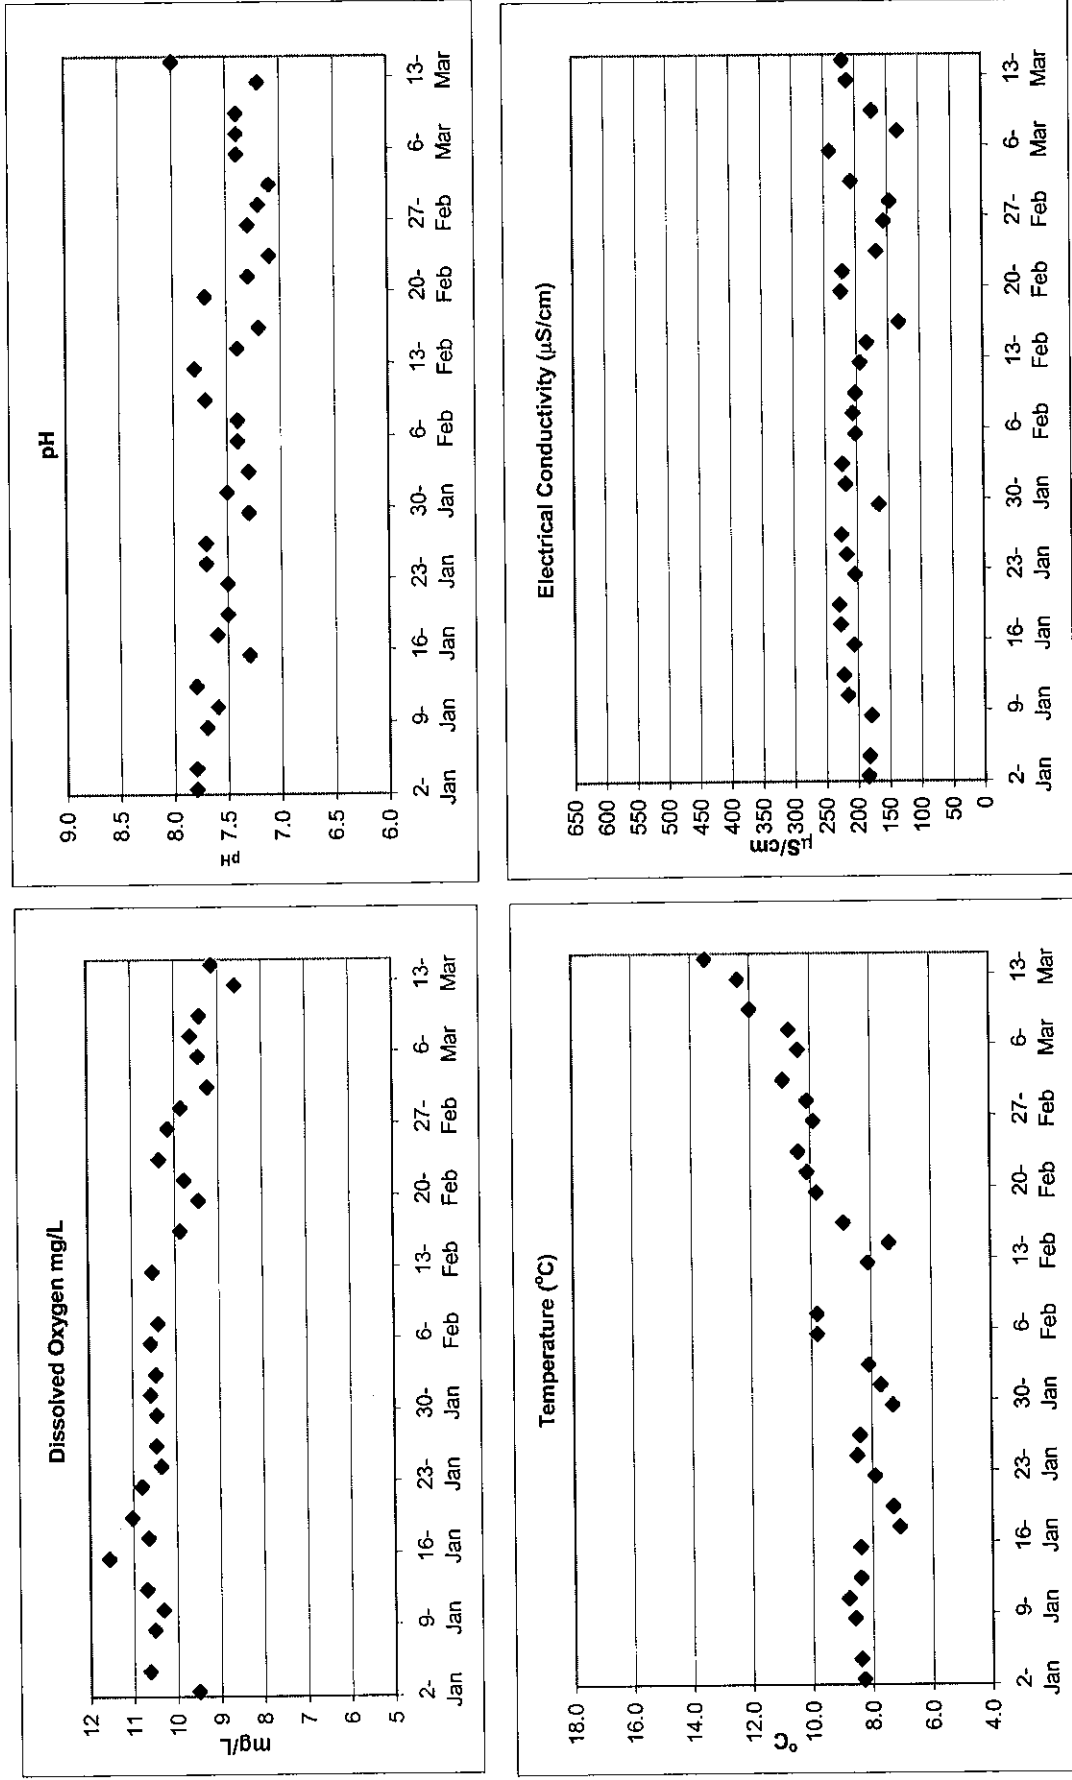 Dissolved Oxygen mg/L
12
11
10
9
8
7
6
5
mg/L
2- 9- 16- 23- 30- 6- 13- 20- 27- 6- 13-
Jan Jan Jan Jan Jan Feb Feb Feb Feb Mar Mar
pH
9.0
8.5
8.0
7.5
7.0
6.5
6.0
pH
2- 9- 16- 23- 30- 6- 13- 20- 27- 6- 13-
Jan Jan Jan Jan Jan Feb Feb Feb Feb Mar Mar
Temperature (°C)
18.0
16.0
14.0
12.0
10.0
8.0
6.0
4.0
°C
2- 9- 16- 23- 30- 6- 13- 20- 27- 6- 13-
Jan Jan Jan Jan Jan Feb Feb Feb Feb Mar Mar
Electrical Conductivity (µS/cm)
650
600
550
500
450
400
350
300
250
200
150
100
50
0
µS/cm
2- 9- 16- 23- 30- 6- 13- 20- 27- 6- 13-
Jan Jan Jan Jan Jan Feb Feb Feb Feb Mar Mar